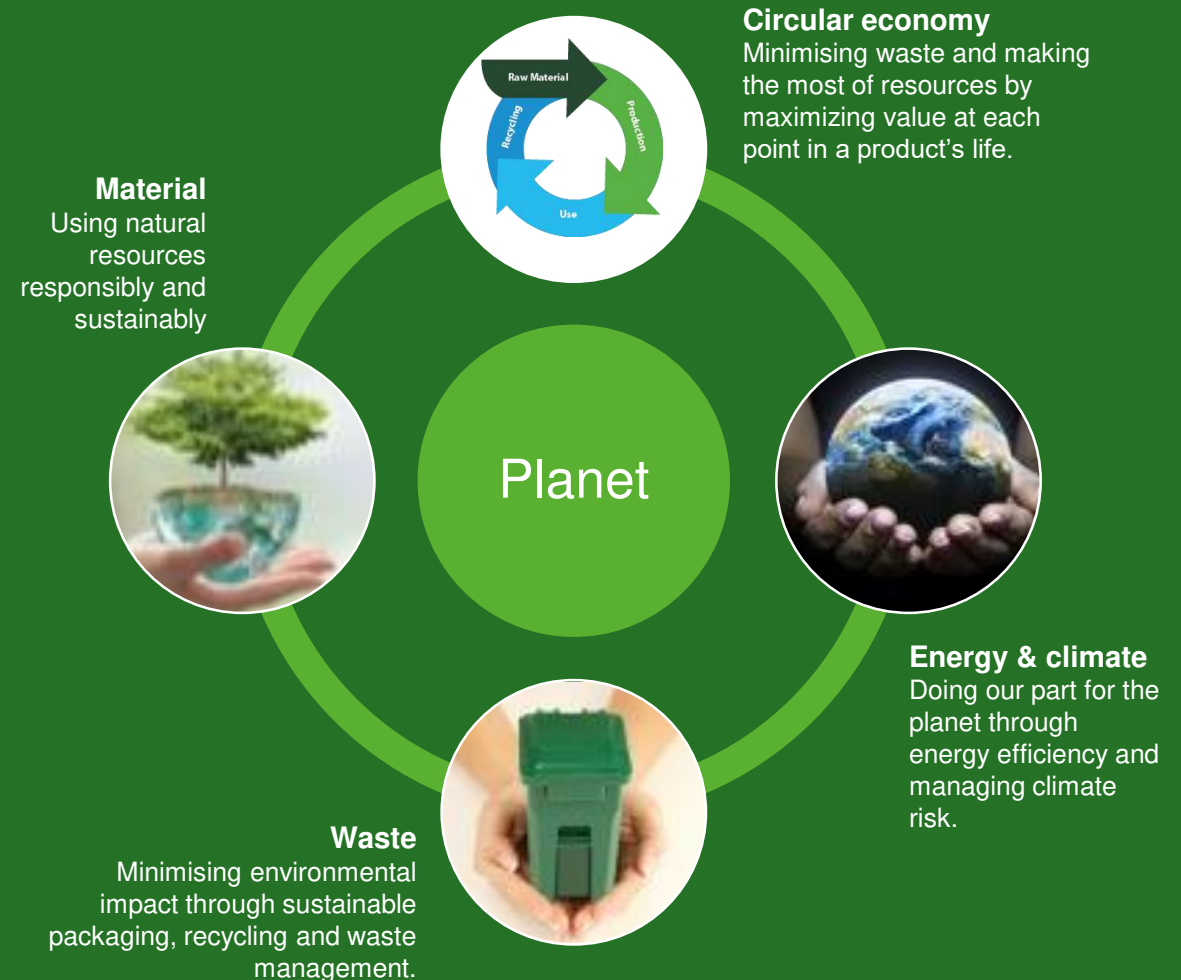 Circular economy
Minimising waste and making
the most of resources by
maximizing value at each
point in a product’s life.
Raw Material
Production
Use
Recycling
Material
Using natural
resources
responsibly and
sustainably
Planet
Energy & climate
Doing our part for the
planet through
energy efficiency and
managing climate
risk.
Waste
Minimising environmental
impact through sustainable
packaging, recycling and waste
management.